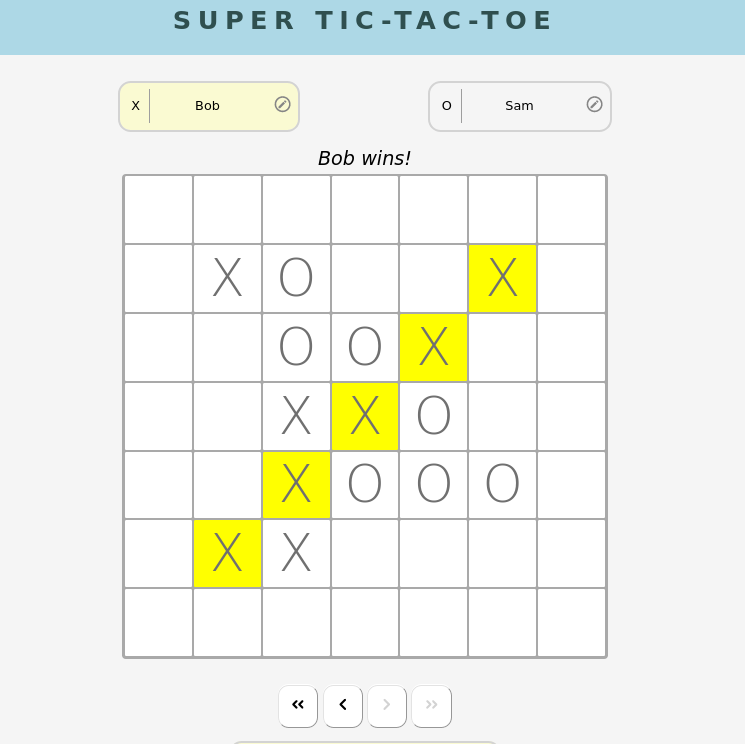 SUPER TIC-TAC-TOE
X Bob O Sam
Bob wins!
X O X
O O X
X X O
X O O O
X X